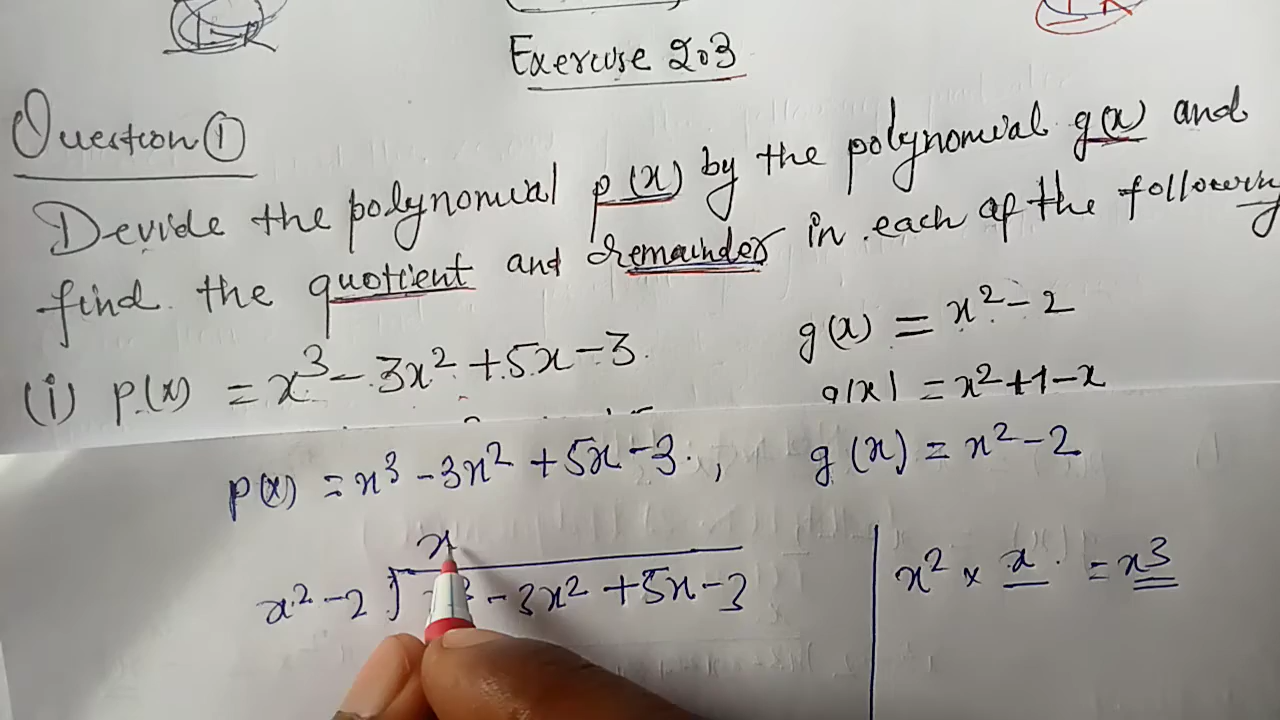 Exercise 2.3
Question ①
Devide the polynomial p(x) by the polynomial g(x) and
find the quotient and remainder in each of the following
(i) p(x) = x³ - 3x² + 5x - 3 g(x) = x² - 2
g(x) = x² + 1 - x
p(x) = x³ - 3x² + 5x - 3 , g(x) = x² - 2
x
x² - 2 ) x³ - 3x² + 5x - 3 x² × x = x³